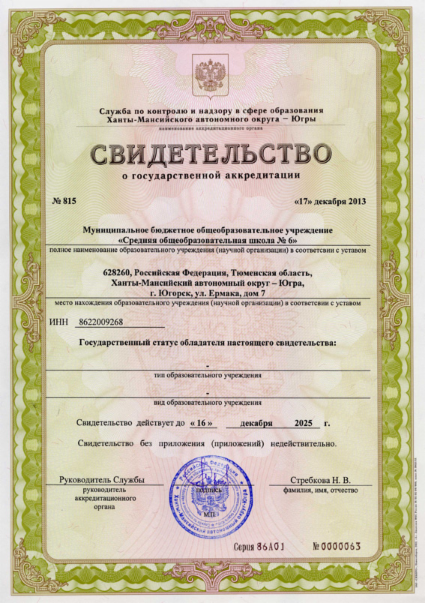 Служба по контролю и надзору в сфере образования
Ханты-Мансийского автономного округа – Югры
наименование аккредитационного органа
СВИДЕТЕЛЬСТВО
о государственной аккредитации
№ 815 «17» декабря 2013
Муниципальное бюджетное общеобразовательное учреждение
«Средняя общеобразовательная школа № 6»
полное наименование образовательного учреждения (научной организации) в соответствии с уставом
628260, Российская Федерация, Тюменская область,
Ханты-Мансийский автономный округ – Югра,
г. Югорск, ул. Ермака, дом 7
место нахождения образовательного учреждения (научной организации) в соответствии с уставом
ИНН 8622009268
Государственный статус обладателя настоящего свидетельства:
-
тип образовательного учреждения
-
вид образовательного учреждения
Свидетельство действует до «16» декабря 2025 г.
Свидетельство без приложения (приложений) недействительно.
Руководитель Службы Стребкова Н. В.
руководитель подпись фамилия, имя, отчество
аккредитационного
органа М.П.
Серия 86А01 № 0000063